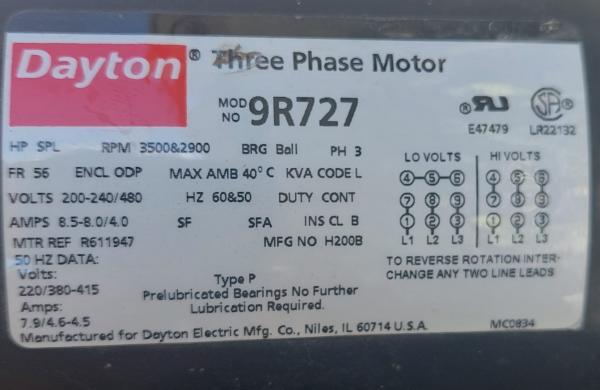 Dayton® Three Phase Motor
MOD NO 9R727
E47479 LR22132
HP SPL RPM 3500&2900 BRG Ball PH 3
FR 56 ENCL ODP MAX AMB 40°C KVA CODE L
VOLTS 200-240/480 HZ 60&50 DUTY CONT
AMPS 8.5-8.0/4.0 SF SFA INS CL B
MTR REF R611947 MFG NO H200B
50 HZ DATA:
Volts:
220/380-415
Amps:
7.9/4.6-4.5
Type P
Prelubricated Bearings No Further
Lubrication Required.
Manufactured for Dayton Electric Mfg. Co., Niles, IL 60714 U.S.A.
LO VOLTS HI VOLTS
4 5 6 4 5 6
7 8 9 7 8 9
1 2 3 1 2 3
L1 L2 L3 L1 L2 L3
TO REVERSE ROTATION INTER-
CHANGE ANY TWO LINE LEADS
MC0834